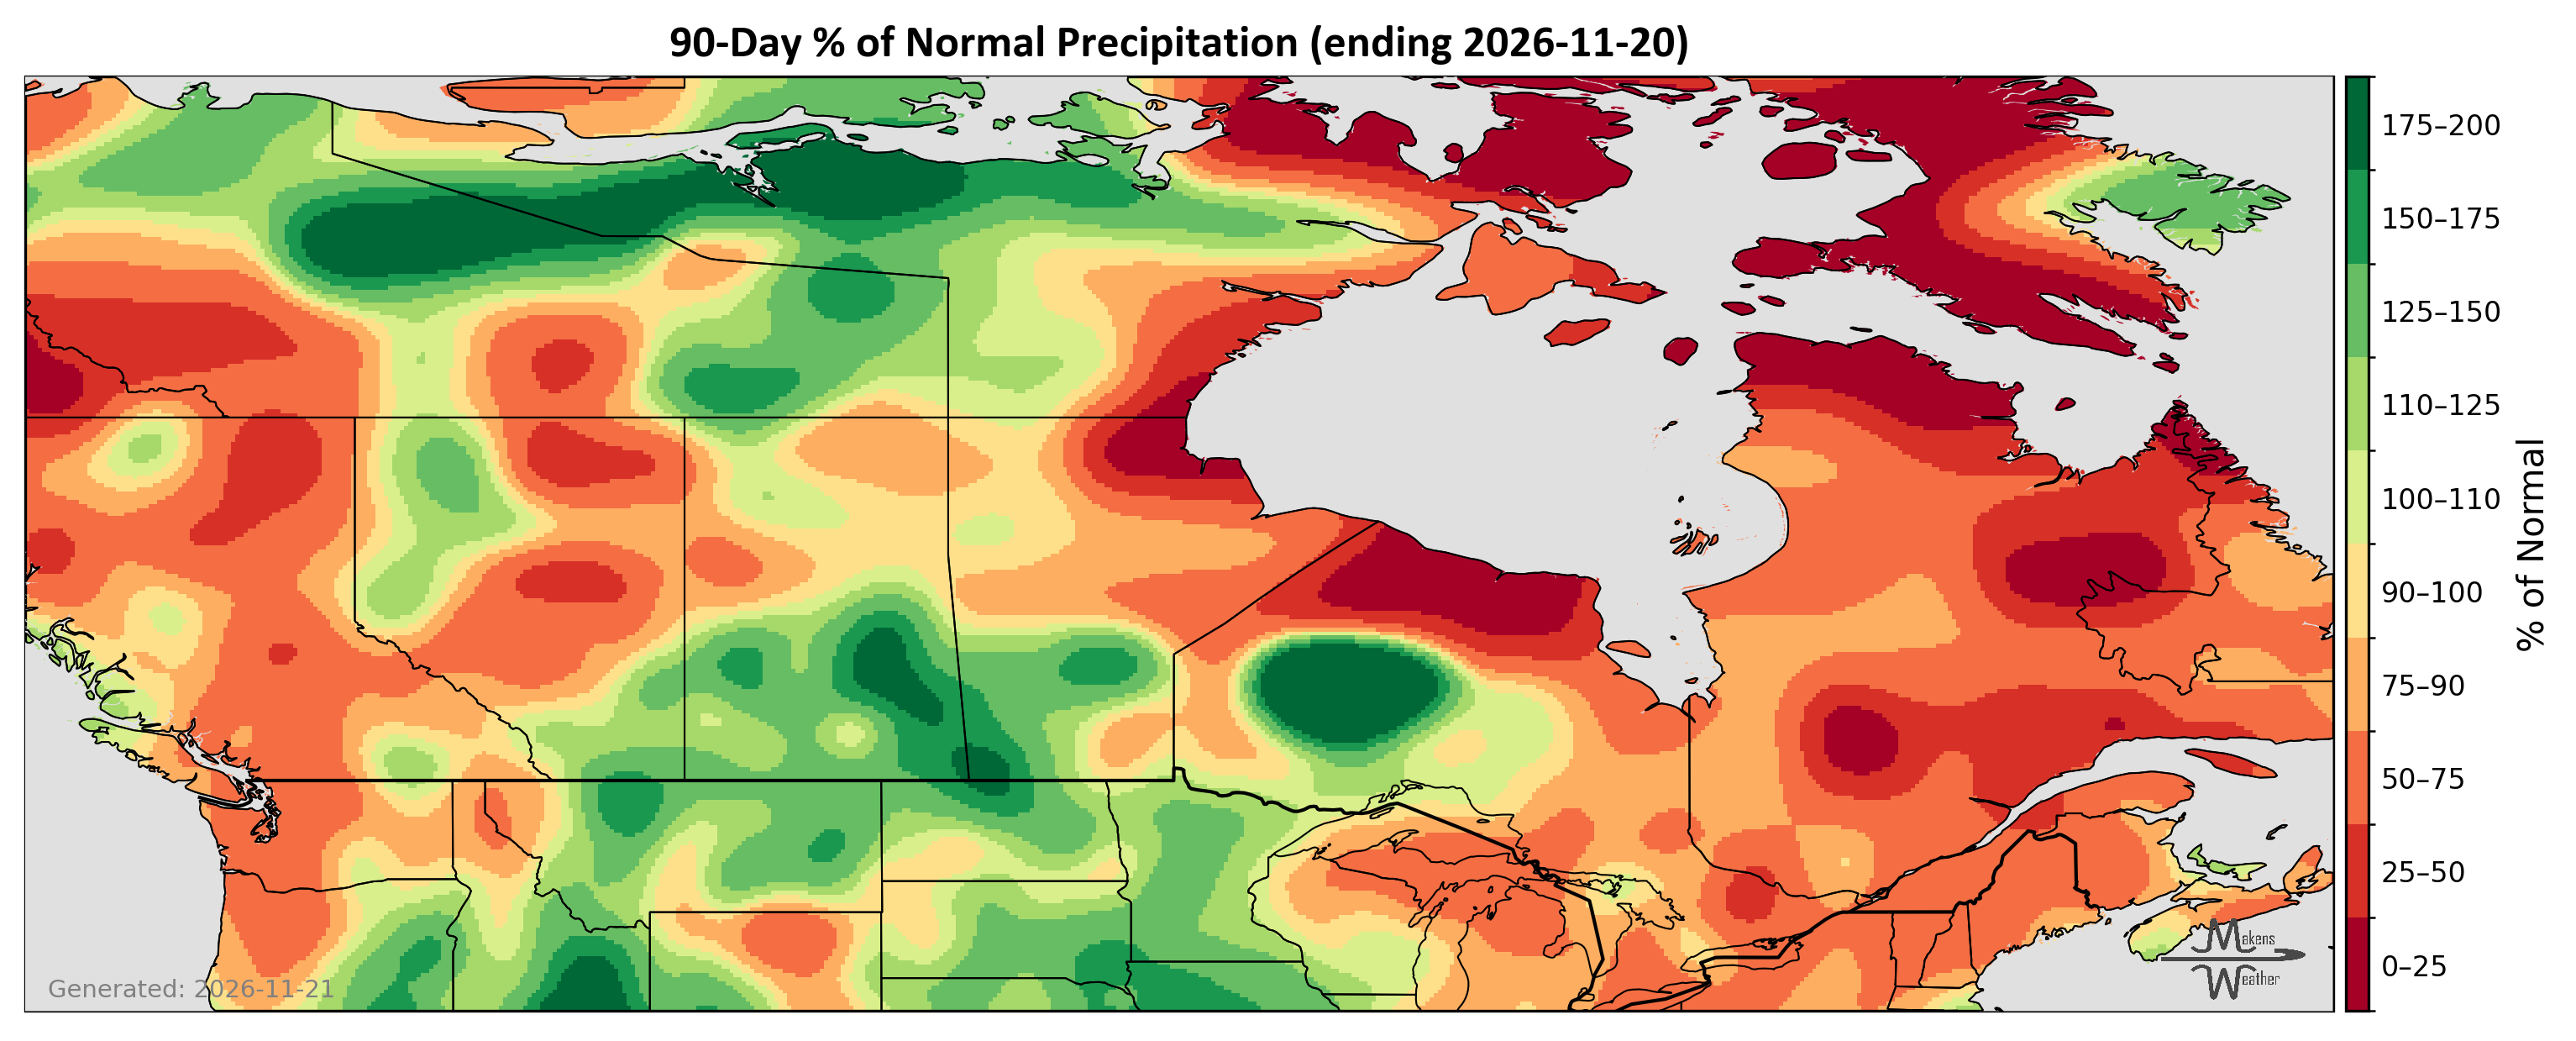 90-Day % of Normal Precipitation (ending 2026-11-20)
175–200
150–175
125–150
110–125
100–110
90–100
75–90
50–75
25–50
0–25
% of Normal
Generated: 2026-11-21
Makens
Weather